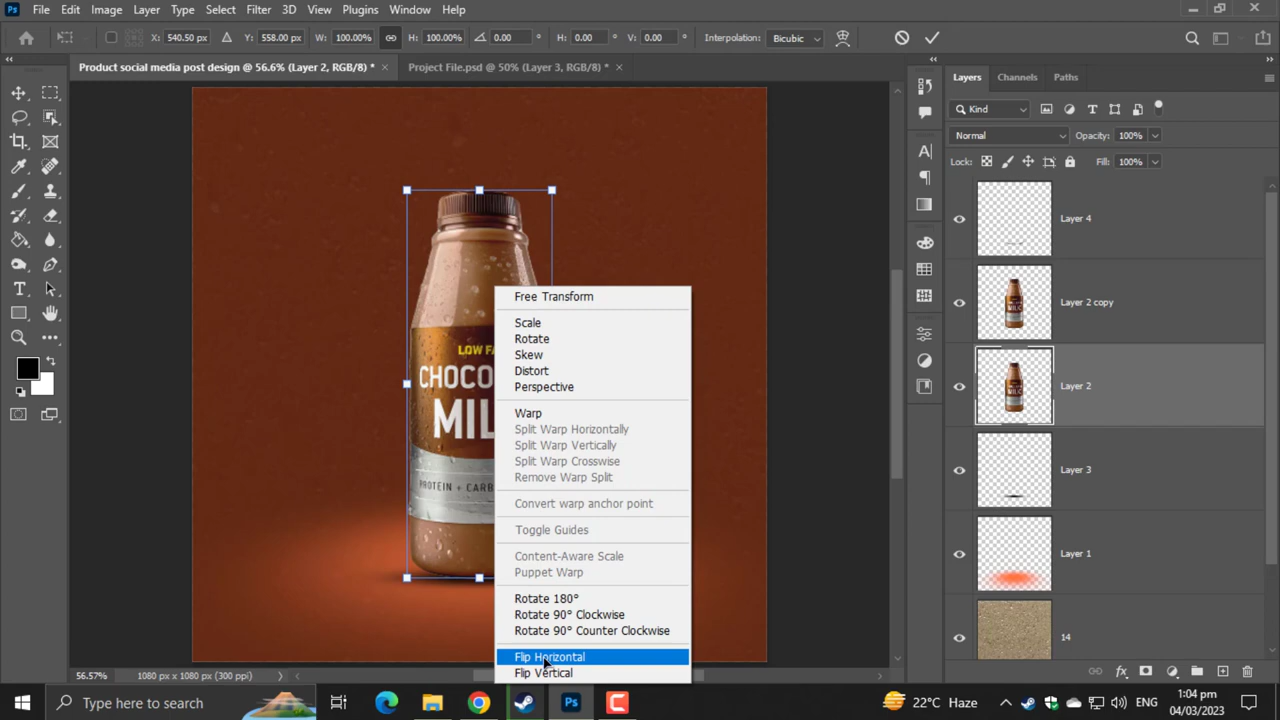 Ps File Edit Image Layer Type Select Filter 3D View Plugins Window Help
X: 540.50 px Y: 558.00 px W: 100.00% H: 100.00% 0.00 ° H: 0.00 ° V: 0.00 ° Interpolation: Bicubic
Product social media post design @ 56.6% (Layer 2, RGB/8) * × Project File.psd @ 50% (Layer 3, RGB/8) * ×
Layers Channels Paths
Kind
Normal Opacity: 100%
Lock: Fill: 100%
Layer 4
Layer 2 copy
Layer 2
Layer 3
Layer 1
14
LOW FA
CHOCO
MIL
PROTEIN + CARB
Free Transform
Scale
Rotate
Skew
Distort
Perspective
Warp
Split Warp Horizontally
Split Warp Vertically
Split Warp Crosswise
Remove Warp Split
Convert warp anchor point
Toggle Guides
Content-Aware Scale
Puppet Warp
Rotate 180°
Rotate 90° Clockwise
Rotate 90° Counter Clockwise
Flip Horizontal
Flip Vertical
56.57% 1080 px x 1080 px (300 ppi)
Type here to search
Ps
22°C Haze
ENG
1:04 pm
04/03/2023